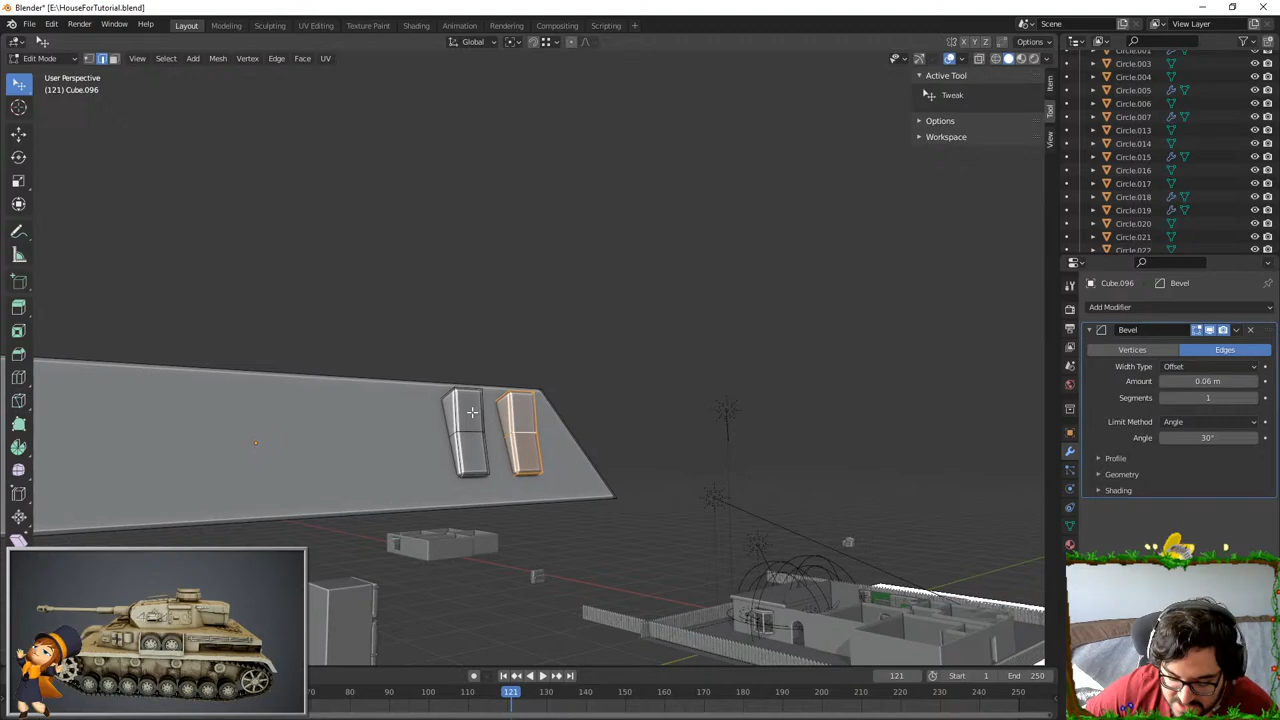 Blender* [E:\HouseForTutorial.blend]
File Edit Render Window Help Layout Modeling Sculpting UV Editing Texture Paint Shading Animation Rendering Compositing Scripting + Scene View Layer
Global Options
X Y Z
Edit Mode View Select Add Mesh Vertex Edge Face UV
User Perspective
(121) Cube.096
Active Tool
Tweak
Options
Workspace
Item
Tool
View
Circle.001
Circle.003
Circle.004
Circle.005
Circle.006
Circle.007
Circle.013
Circle.014
Circle.015
Circle.016
Circle.017
Circle.018
Circle.019
Circle.020
Circle.021
Circle.022
Cube.096 Bevel
Add Modifier
Bevel
Vertices Edges
Width Type Offset
Amount 0.06 m
Segments 1
Limit Method Angle
Angle 30°
Profile
Geometry
Shading
121 Start 1 End 250
70 80 90 100 110 121 130 140 150 160 170 180 190 200 210 220 230 240 250